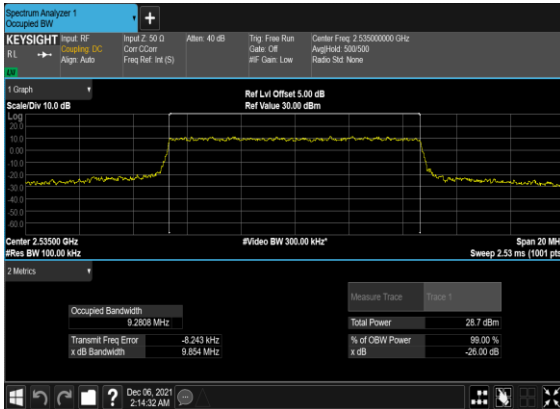 Spectrum Analyzer 1
Occupied BW
+
KEYSIGHT
RL
LXI
Input: RF
Coupling: DC
Align: Auto
Input Z: 50 Ω
Corr CCorr
Freq Ref: Int (S)
Atten: 40 dB
Trig: Free Run
Gate: Off
#IF Gain: Low
Center Freq: 2.535000000 GHz
Avg|Hold: 500/500
Radio Std: None
1 Graph
Scale/Div 10.0 dB
Ref Lvl Offset 5.00 dB
Ref Value 30.00 dBm
Log
20.0
10.0
0.00
-10.0
-20.0
-30.0
-40.0
-50.0
-60.0
Center 2.53500 GHz
#Res BW 100.00 kHz
#Video BW 300.00 kHz*
Span 20 MH
Sweep 2.53 ms (1001 pts
2 Metrics
Measure Trace Trace 1
Occupied Bandwidth
9.2808 MHz
Total Power 28.7 dBm
Transmit Freq Error -8.243 kHz
% of OBW Power 99.00 %
x dB Bandwidth 9.854 MHz
x dB -26.00 dB
?
Dec 06, 2021
2:14:32 AM